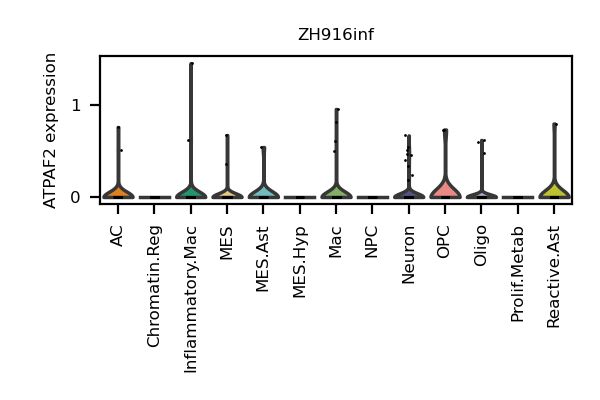 ZH916inf
ATPAF2 expression
1
0
AC
Chromatin.Reg
Inflammatory.Mac
MES
MES.Ast
MES.Hyp
Mac
NPC
Neuron
OPC
Oligo
Prolif.Metab
Reactive.Ast